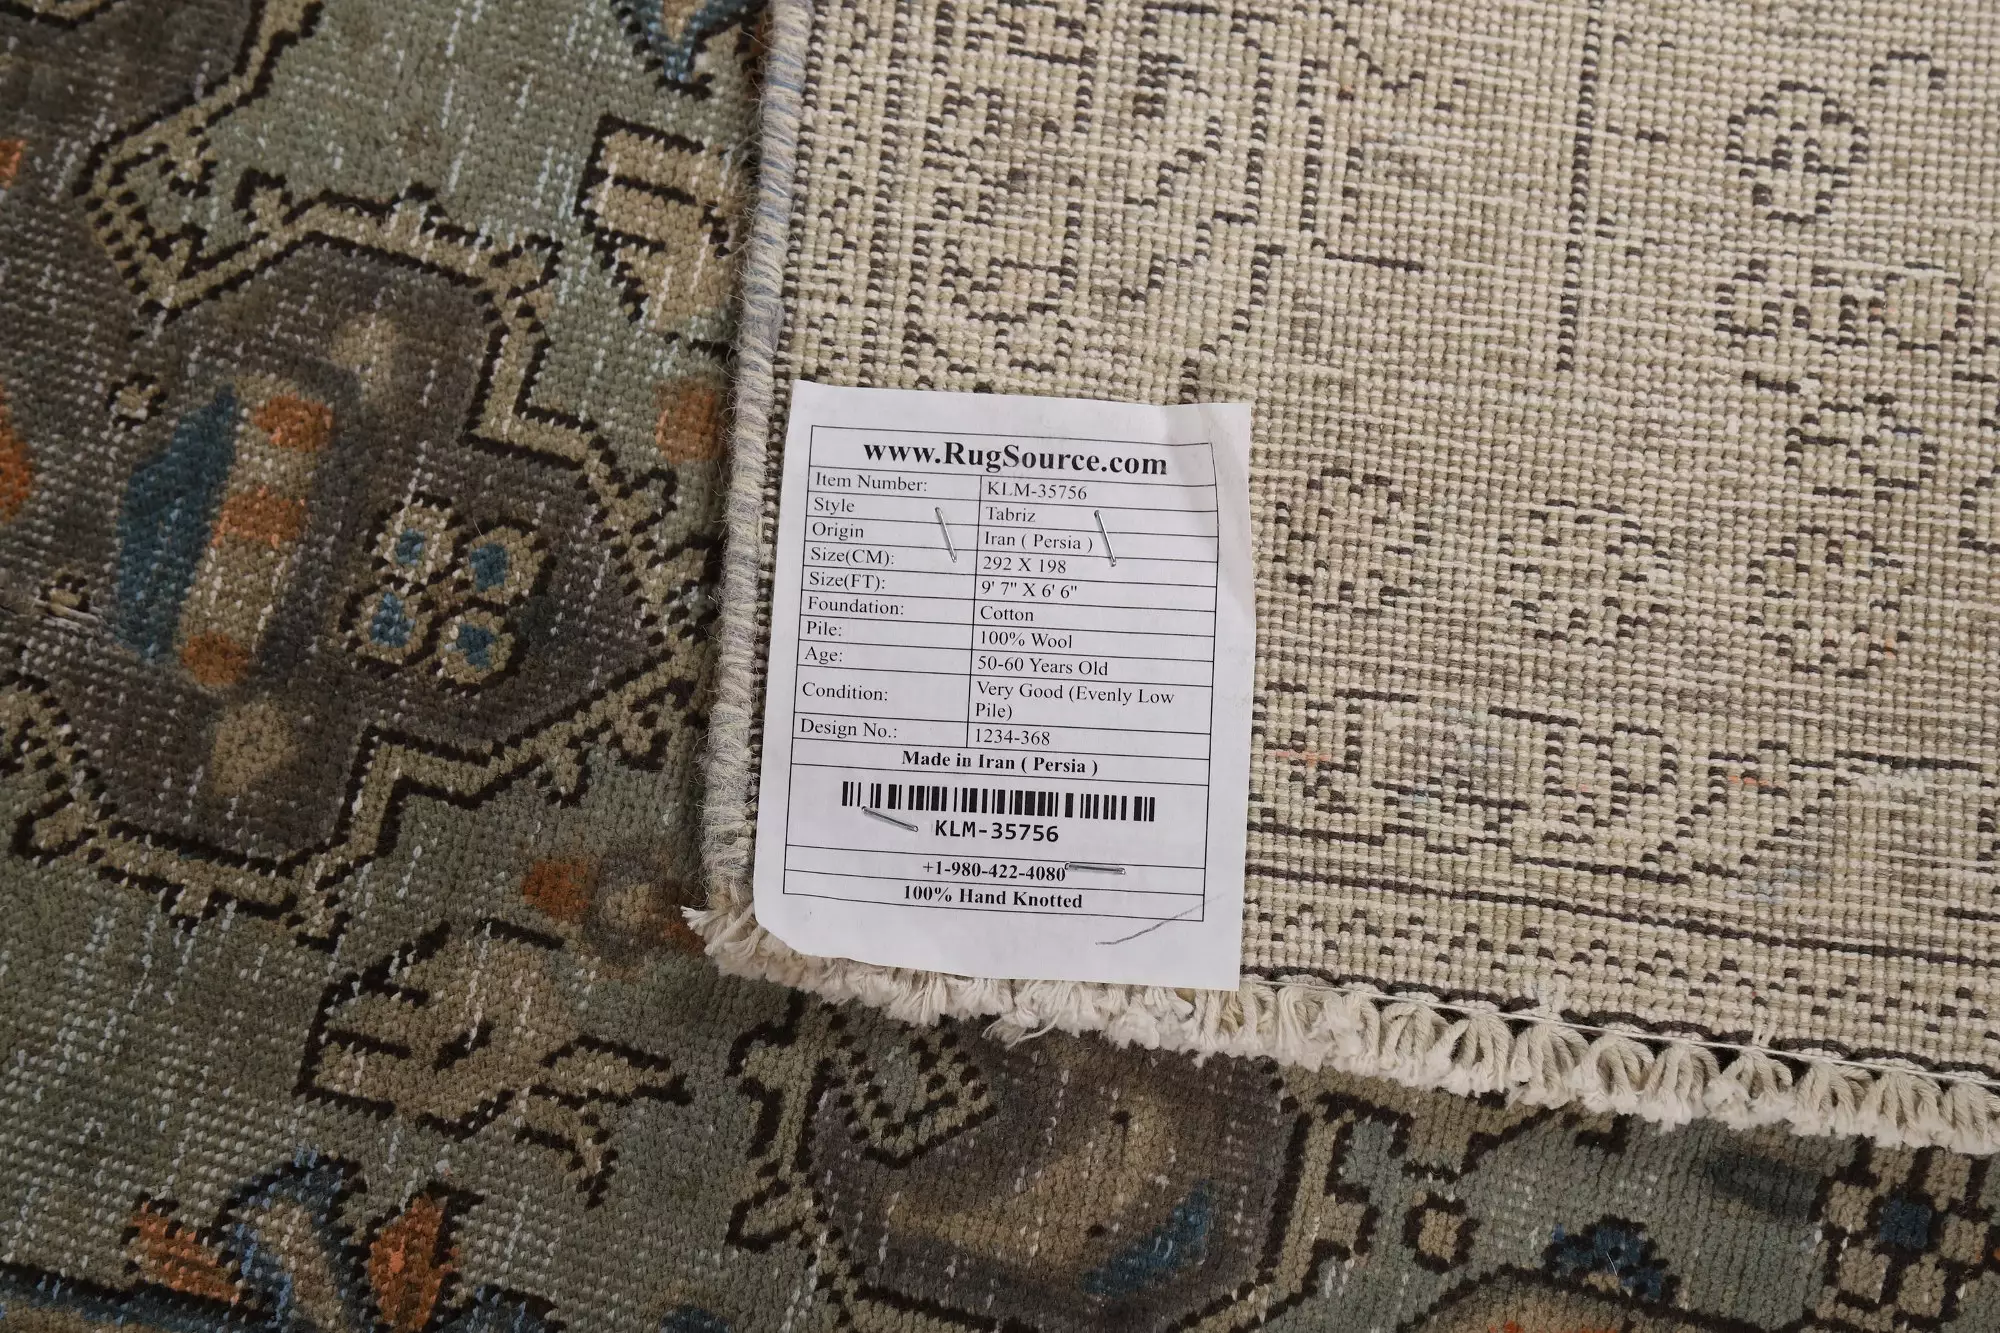 www.RugSource.com
Item Number: KLM-35756
Style Tabriz
Origin Iran ( Persia )
Size(CM): 292 X 198
Size(FT): 9' 7" X 6' 6"
Foundation: Cotton
Pile: 100% Wool
Age: 50-60 Years Old
Condition: Very Good (Evenly Low
Pile)
Design No.: 1234-368
Made in Iran ( Persia )
KLM-35756
+1-980-422-4080
100% Hand Knotted